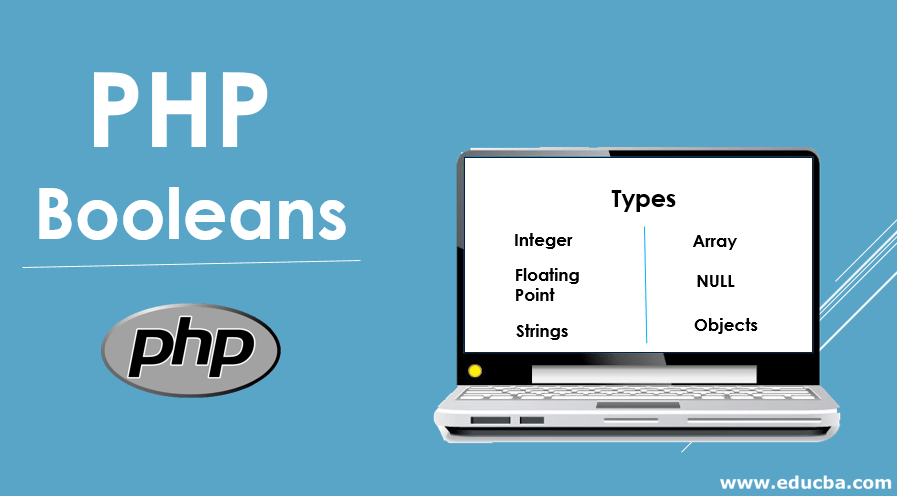 PHP
Booleans
php
Types
Integer
Floating
Point
Strings
Array
NULL
Objects
www.educba.com